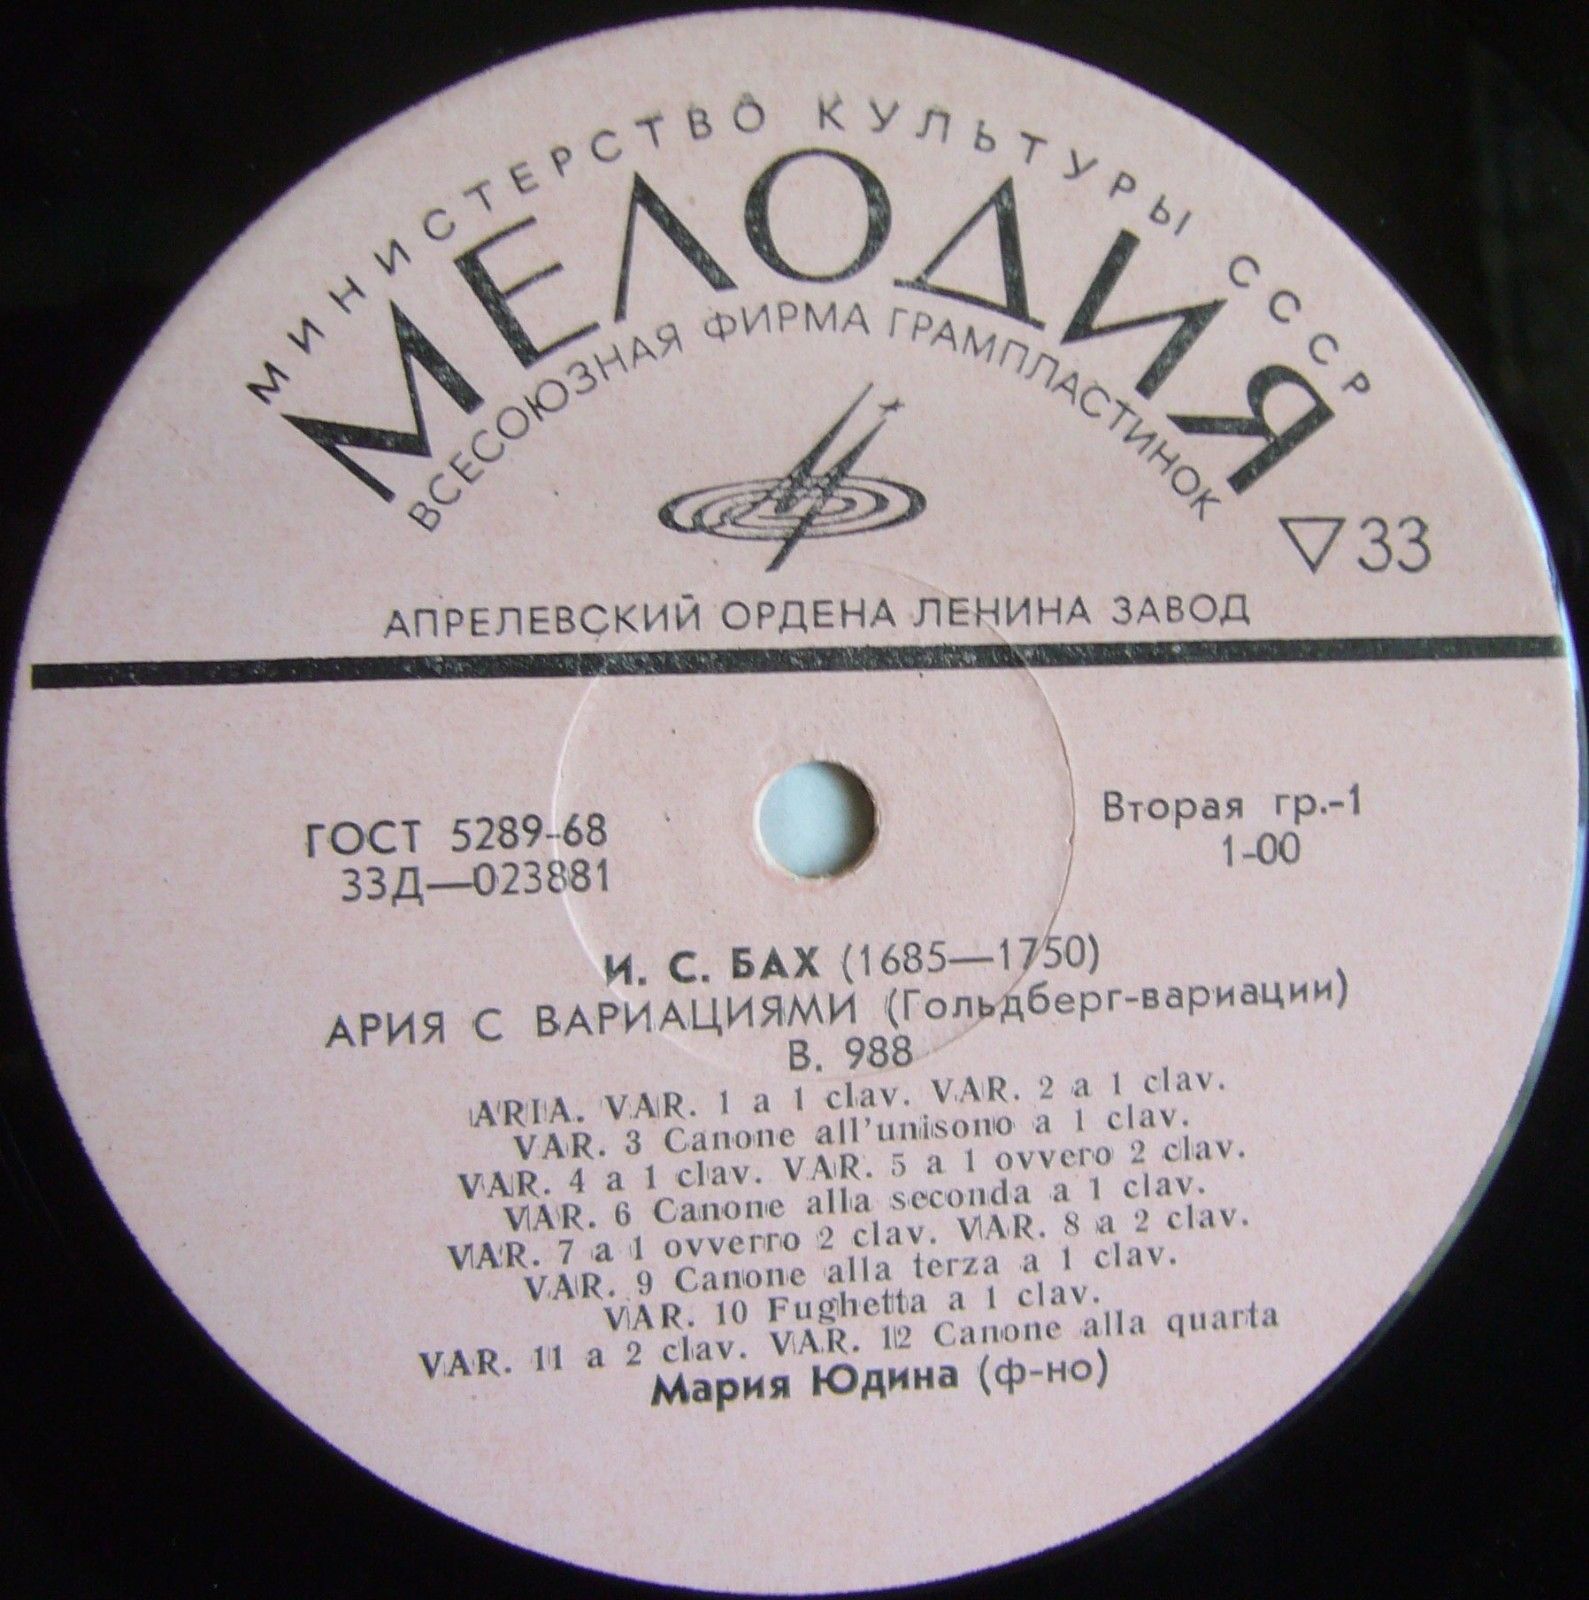 МИНИСТЕРСТВО КУЛЬТУРЫ СССР
МЕЛОДИЯ
ВСЕСОЮЗНАЯ ФИРМА ГРАМПЛАСТИНОК
▽33
АПРЕЛЕВСКИЙ ОРДЕНА ЛЕНИНА ЗАВОД
ГОСТ 5289-68
33Д—023881
Вторая гр.-1
1-00
И. С. БАХ (1685—1750)
АРИЯ С ВАРИАЦИЯМИ (Гольдберг-вариации)
В. 988
ARIA. VAR. 1 a 1 clav. VAR. 2 a 1 clav.
VAR. 3 Canone all'unisono a 1 clav.
VAR. 4 a 1 clav. VAR. 5 a 1 ovvero 2 clav.
VAR. 6 Canone alla seconda a 1 clav.
VAR. 7 a 1 ovverro 2 clav. VAR. 8 a 2 clav.
VAR. 9 Canone alla terza a 1 clav.
VAR. 10 Fughetta a 1 clav.
VAR. 11 a 2 clav. VAR. 12 Canone alla quarta
Мария Юдина (ф-но)